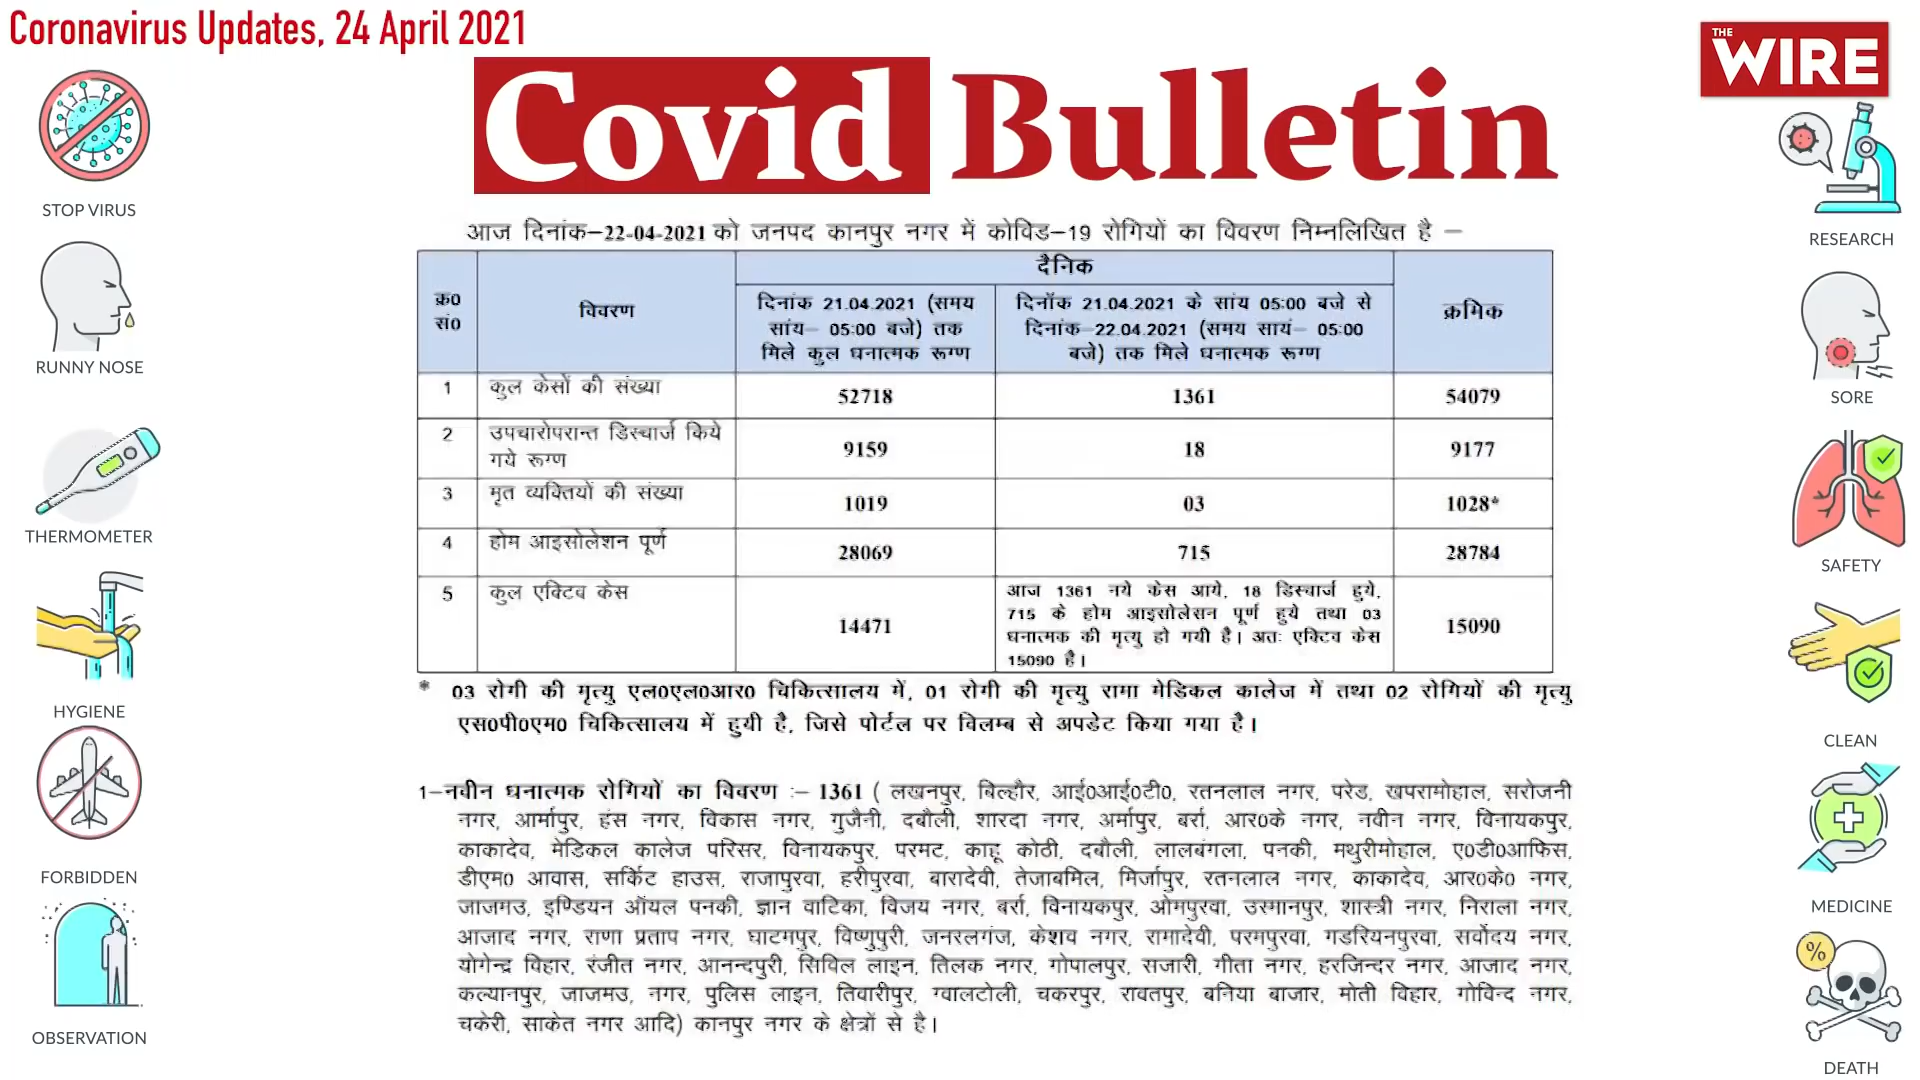 Coronavirus Updates, 24 April 2021
THE
WIRE
Covid Bulletin
STOP VIRUS
RUNNY NOSE
THERMOMETER
HYGIENE
FORBIDDEN
OBSERVATION
आज दिनांक–22-04-2021 को जनपद कानपुर नगर में कोविड–19 रोगियों का विवरण निम्नलिखित है –
क्र0
सं0
विवरण
दैनिक
दिनांक 21.04.2021 (समय
सांय– 05:00 बजे) तक
मिले कुल धनात्मक रूग्ण
दिनॉक 21.04.2021 के सांय 05:00 बजे से
दिनांक–22.04.2021 (समय सायं– 05:00
बजे) तक मिले धनात्मक रूग्ण
क्रमिक
1 कुल केसों की संख्या 52718 1361 54079
2 उपचारोपरान्त डिस्चार्ज किये
गये रूग्ण 9159 18 9177
3 मृत व्यक्तियों की संख्या 1019 03 1028*
4 होम आइसोलेशन पूर्ण 28069 715 28784
5 कुल एक्टिव केस 14471
आज 1361 नये केस आये, 18 डिस्चार्ज हुये,
715 के होम आइसोलेसन पूर्ण हुये तथा 03
धनात्मक की मृत्यु हो गयी है। अतः एक्टिव केस
15090 है।
15090
* 03 रोगी की मृत्यु एल0एल0आर0 चिकित्सालय में, 01 रोगी की मृत्यु रामा मेडिकल कालेज में तथा 02 रोगियों की मृत्यु
एस0पी0एम0 चिकित्सालय में हुयी है, जिसे पोर्टल पर विलम्ब से अपडेट किया गया है।
1–नवीन धनात्मक रोगियों का विवरण :– 1361 ( लखनपुर, बिल्हौर, आई0आई0टी0, रतनलाल नगर, परेड, खपरामोहाल, सरोजनी
नगर, आर्मापुर, हंस नगर, विकास नगर, गुजैनी, दबौली, शारदा नगर, अर्मापुर, बर्रा, आर0के नगर, नवीन नगर, विनायकपुर,
काकादेव, मेडिकल कालेज परिसर, विनायकपुर, परमट, काहू कोठी, दबौली, लालबंगला, पनकी, मथुरीमोहाल, ए0डी0आफिस,
डीएम0 आवास, सर्किट हाउस, राजापुरवा, हरीपुरवा, बारादेवी, तेजाबमिल, मिर्जापुर, रतनलाल नगर, काकादेव, आर0के0 नगर,
जाजमउ, इण्डियन ऑयल पनकी, ज्ञान वाटिका, विजय नगर, बर्रा, विनायकपुर, ओमपुरवा, उस्मानपुर, शास्त्री नगर, निराला नगर,
आजाद नगर, राणा प्रताप नगर, घाटमपुर, विष्णुपुरी, जनरलगंज, केशव नगर, रामादेवी, परमपुरवा, गडरियनपुरवा, सर्वोदय नगर,
योगेन्द्र विहार, रंजीत नगर, आनन्दपुरी, सिविल लाइन, तिलक नगर, गोपालपुर, सजारी, गीता नगर, हरजिन्दर नगर, आजाद नगर,
कल्यानपुर, जाजमउ, नगर, पुलिस लाइन, तिवारीपुर, ग्वालटोली, चकरपुर, रावतपुर, बनिया बाजार, मोती विहार, गोविन्द नगर,
चकेरी, साकेत नगर आदि) कानपुर नगर के क्षेत्रों से है।
RESEARCH
SORE
SAFETY
CLEAN
MEDICINE
%
DEATH